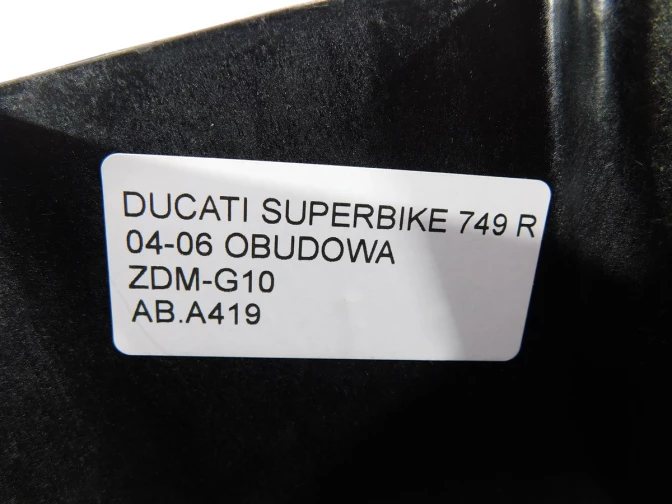 DUCATI SUPERBIKE 749 R
04-06 OBUDOWA
ZDM-G10
AB.A419